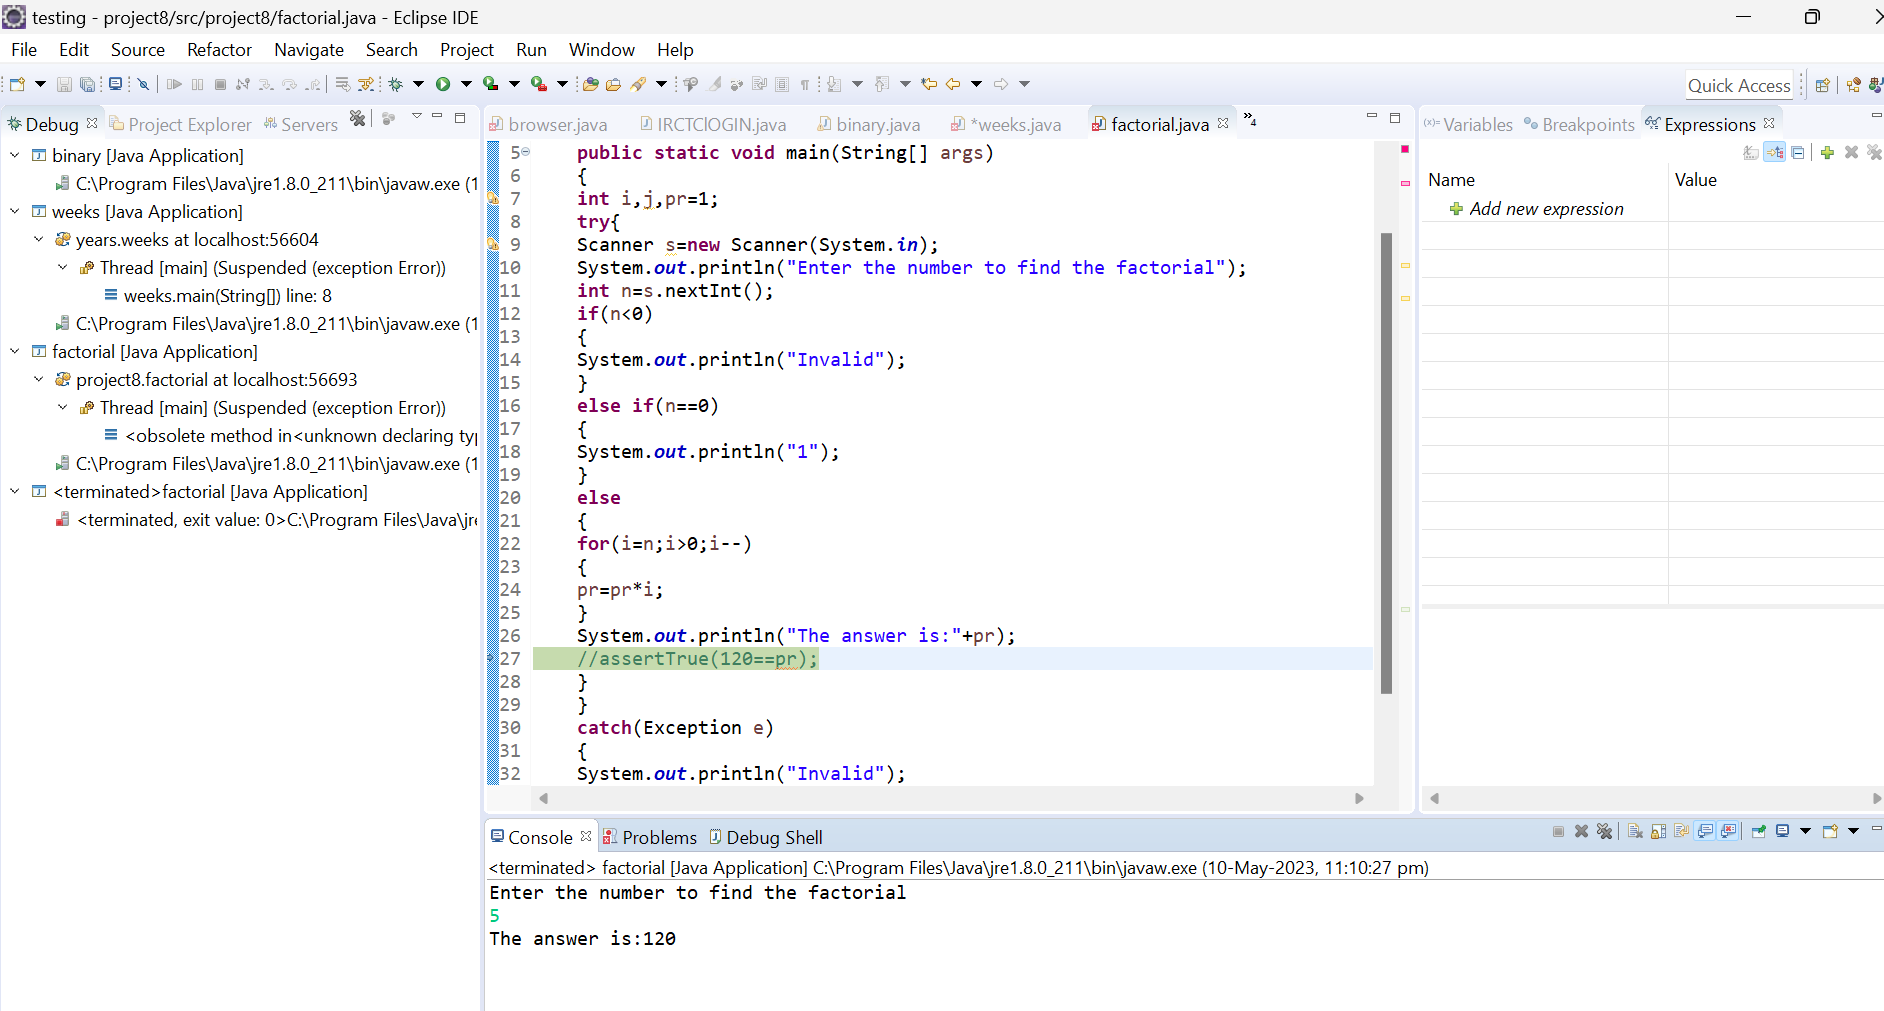 testing - project8/src/project8/factorial.java - Eclipse IDE
File Edit Source Refactor Navigate Search Project Run Window Help
Quick Access
Debug Project Explorer Servers
binary [Java Application]
C:\Program Files\Java\jre1.8.0_211\bin\javaw.exe (1
weeks [Java Application]
years.weeks at localhost:56604
Thread [main] (Suspended (exception Error))
weeks.main(String[]) line: 8
C:\Program Files\Java\jre1.8.0_211\bin\javaw.exe (1
factorial [Java Application]
project8.factorial at localhost:56693
Thread [main] (Suspended (exception Error))
<obsolete method in<unknown declaring typ
C:\Program Files\Java\jre1.8.0_211\bin\javaw.exe (1
<terminated>factorial [Java Application]
<terminated, exit value: 0>C:\Program Files\Java\jre
browser.java IRCTClOGIN.java binary.java *weeks.java factorial.java »4
5 public static void main(String[] args)
6 {
7 int i,j,pr=1;
8 try{
9 Scanner s=new Scanner(System.in);
10 System.out.println("Enter the number to find the factorial");
11 int n=s.nextInt();
12 if(n<0)
13 {
14 System.out.println("Invalid");
15 }
16 else if(n==0)
17 {
18 System.out.println("1");
19 }
20 else
21 {
22 for(i=n;i>0;i--)
23 {
24 pr=pr*i;
25 }
26 System.out.println("The answer is:"+pr);
27 //assertTrue(120==pr);
28 }
29 }
30 catch(Exception e)
31 {
32 System.out.println("Invalid");
(x)= Variables Breakpoints Expressions
Name Value
Add new expression
Console Problems Debug Shell
<terminated> factorial [Java Application] C:\Program Files\Java\jre1.8.0_211\bin\javaw.exe (10-May-2023, 11:10:27 pm)
Enter the number to find the factorial
5
The answer is:120